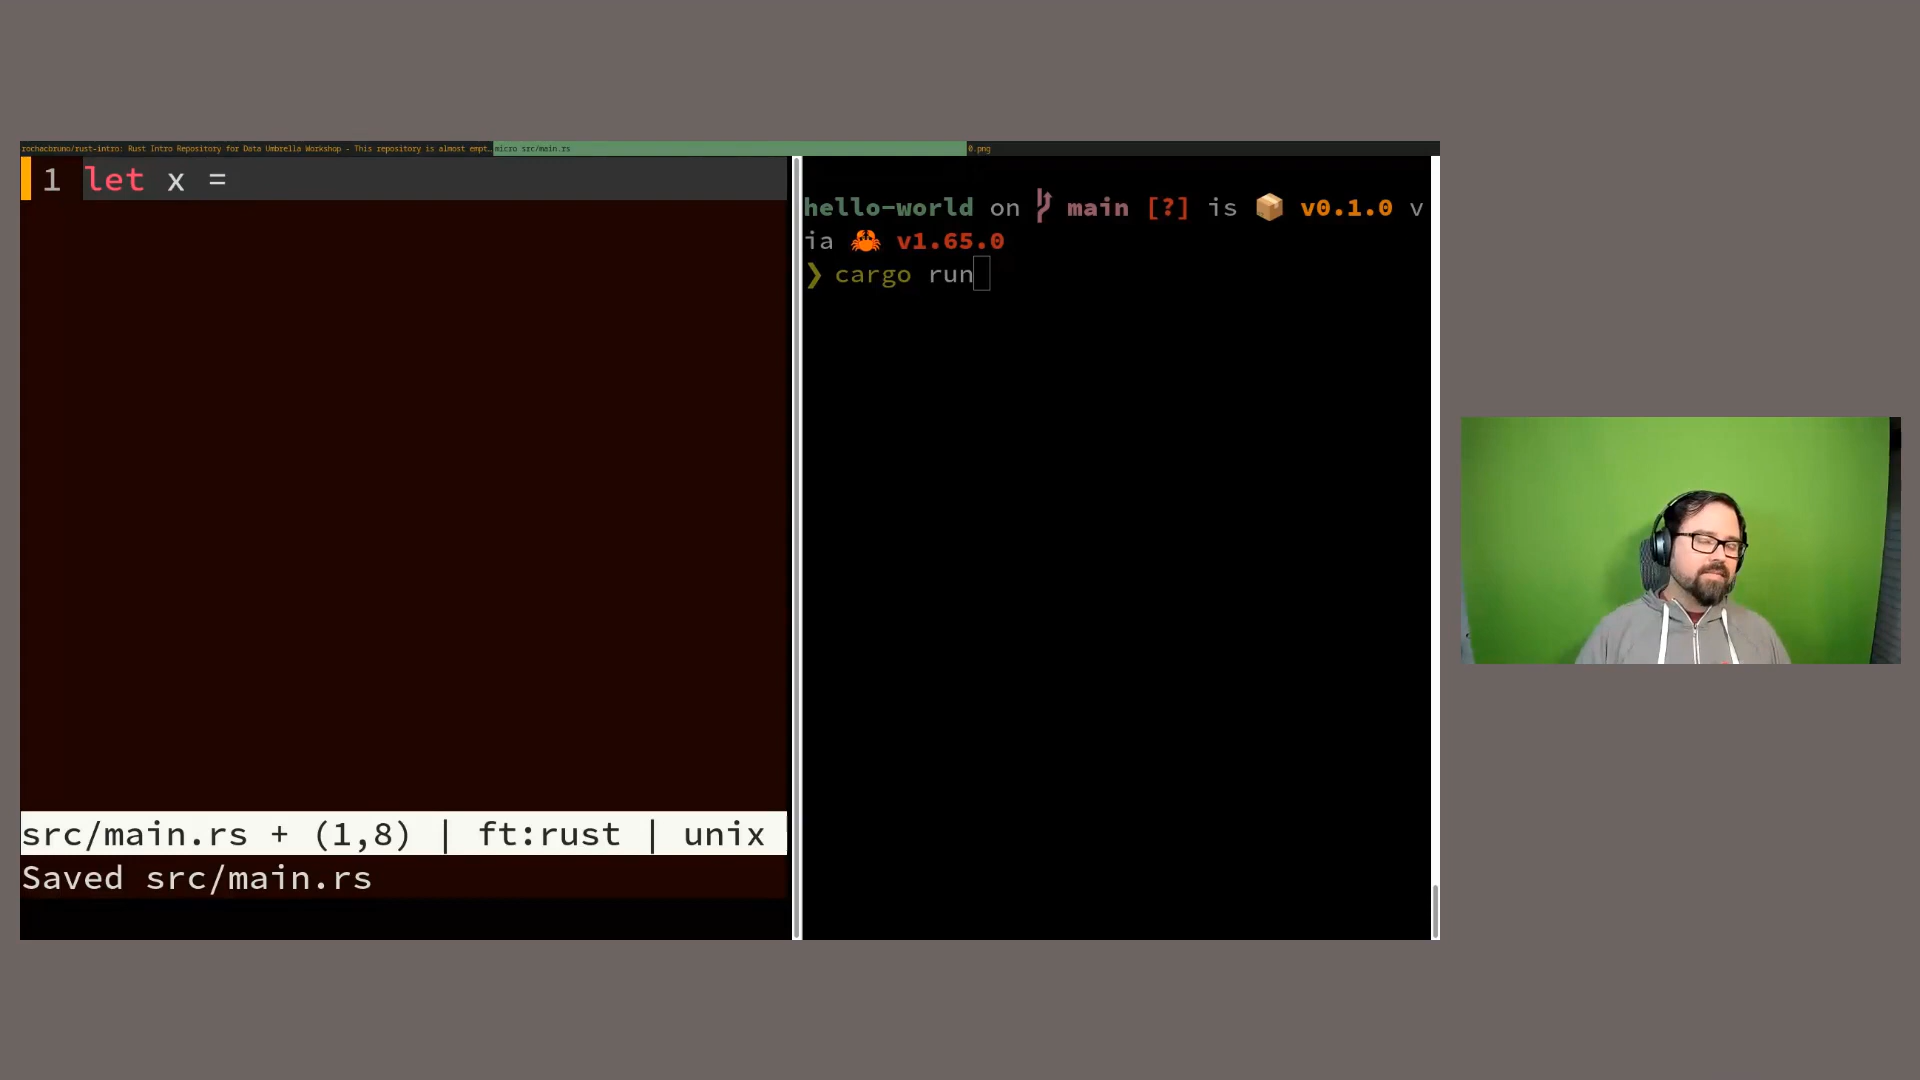 rochacbruno/rust-intro: Rust Intro Repository for Data Umbrella Workshop - This repository is almost empt… micro src/main.rs 0.png
1 let x =
src/main.rs + (1,8) | ft:rust | unix
Saved src/main.rs
hello-world on main [?] is 📦 v0.1.0 v
ia 🦀 v1.65.0
❯ cargo run